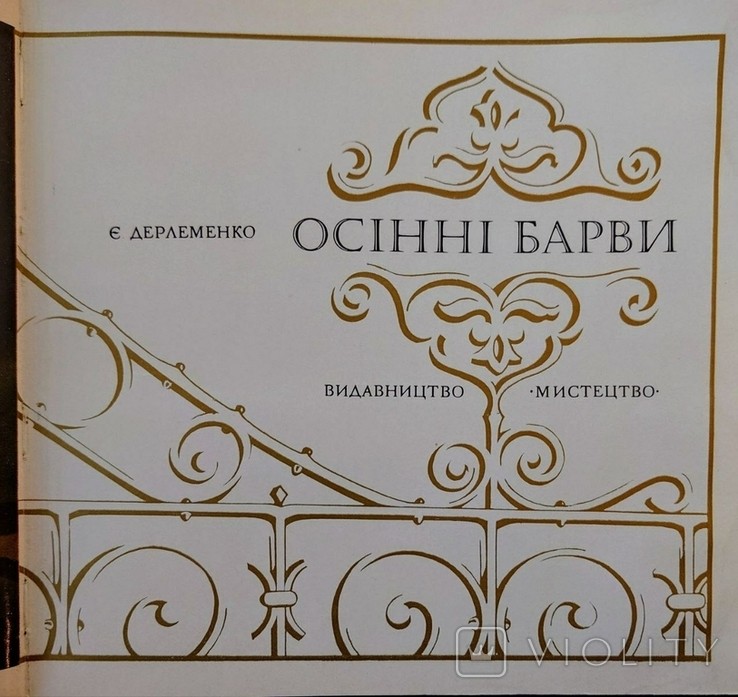 Є ДЕРЛЕМЕНКО ОСІННІ БАРВИ
ВИДАВНИЦТВО ·МИСТЕЦТВО·
VIOLITY